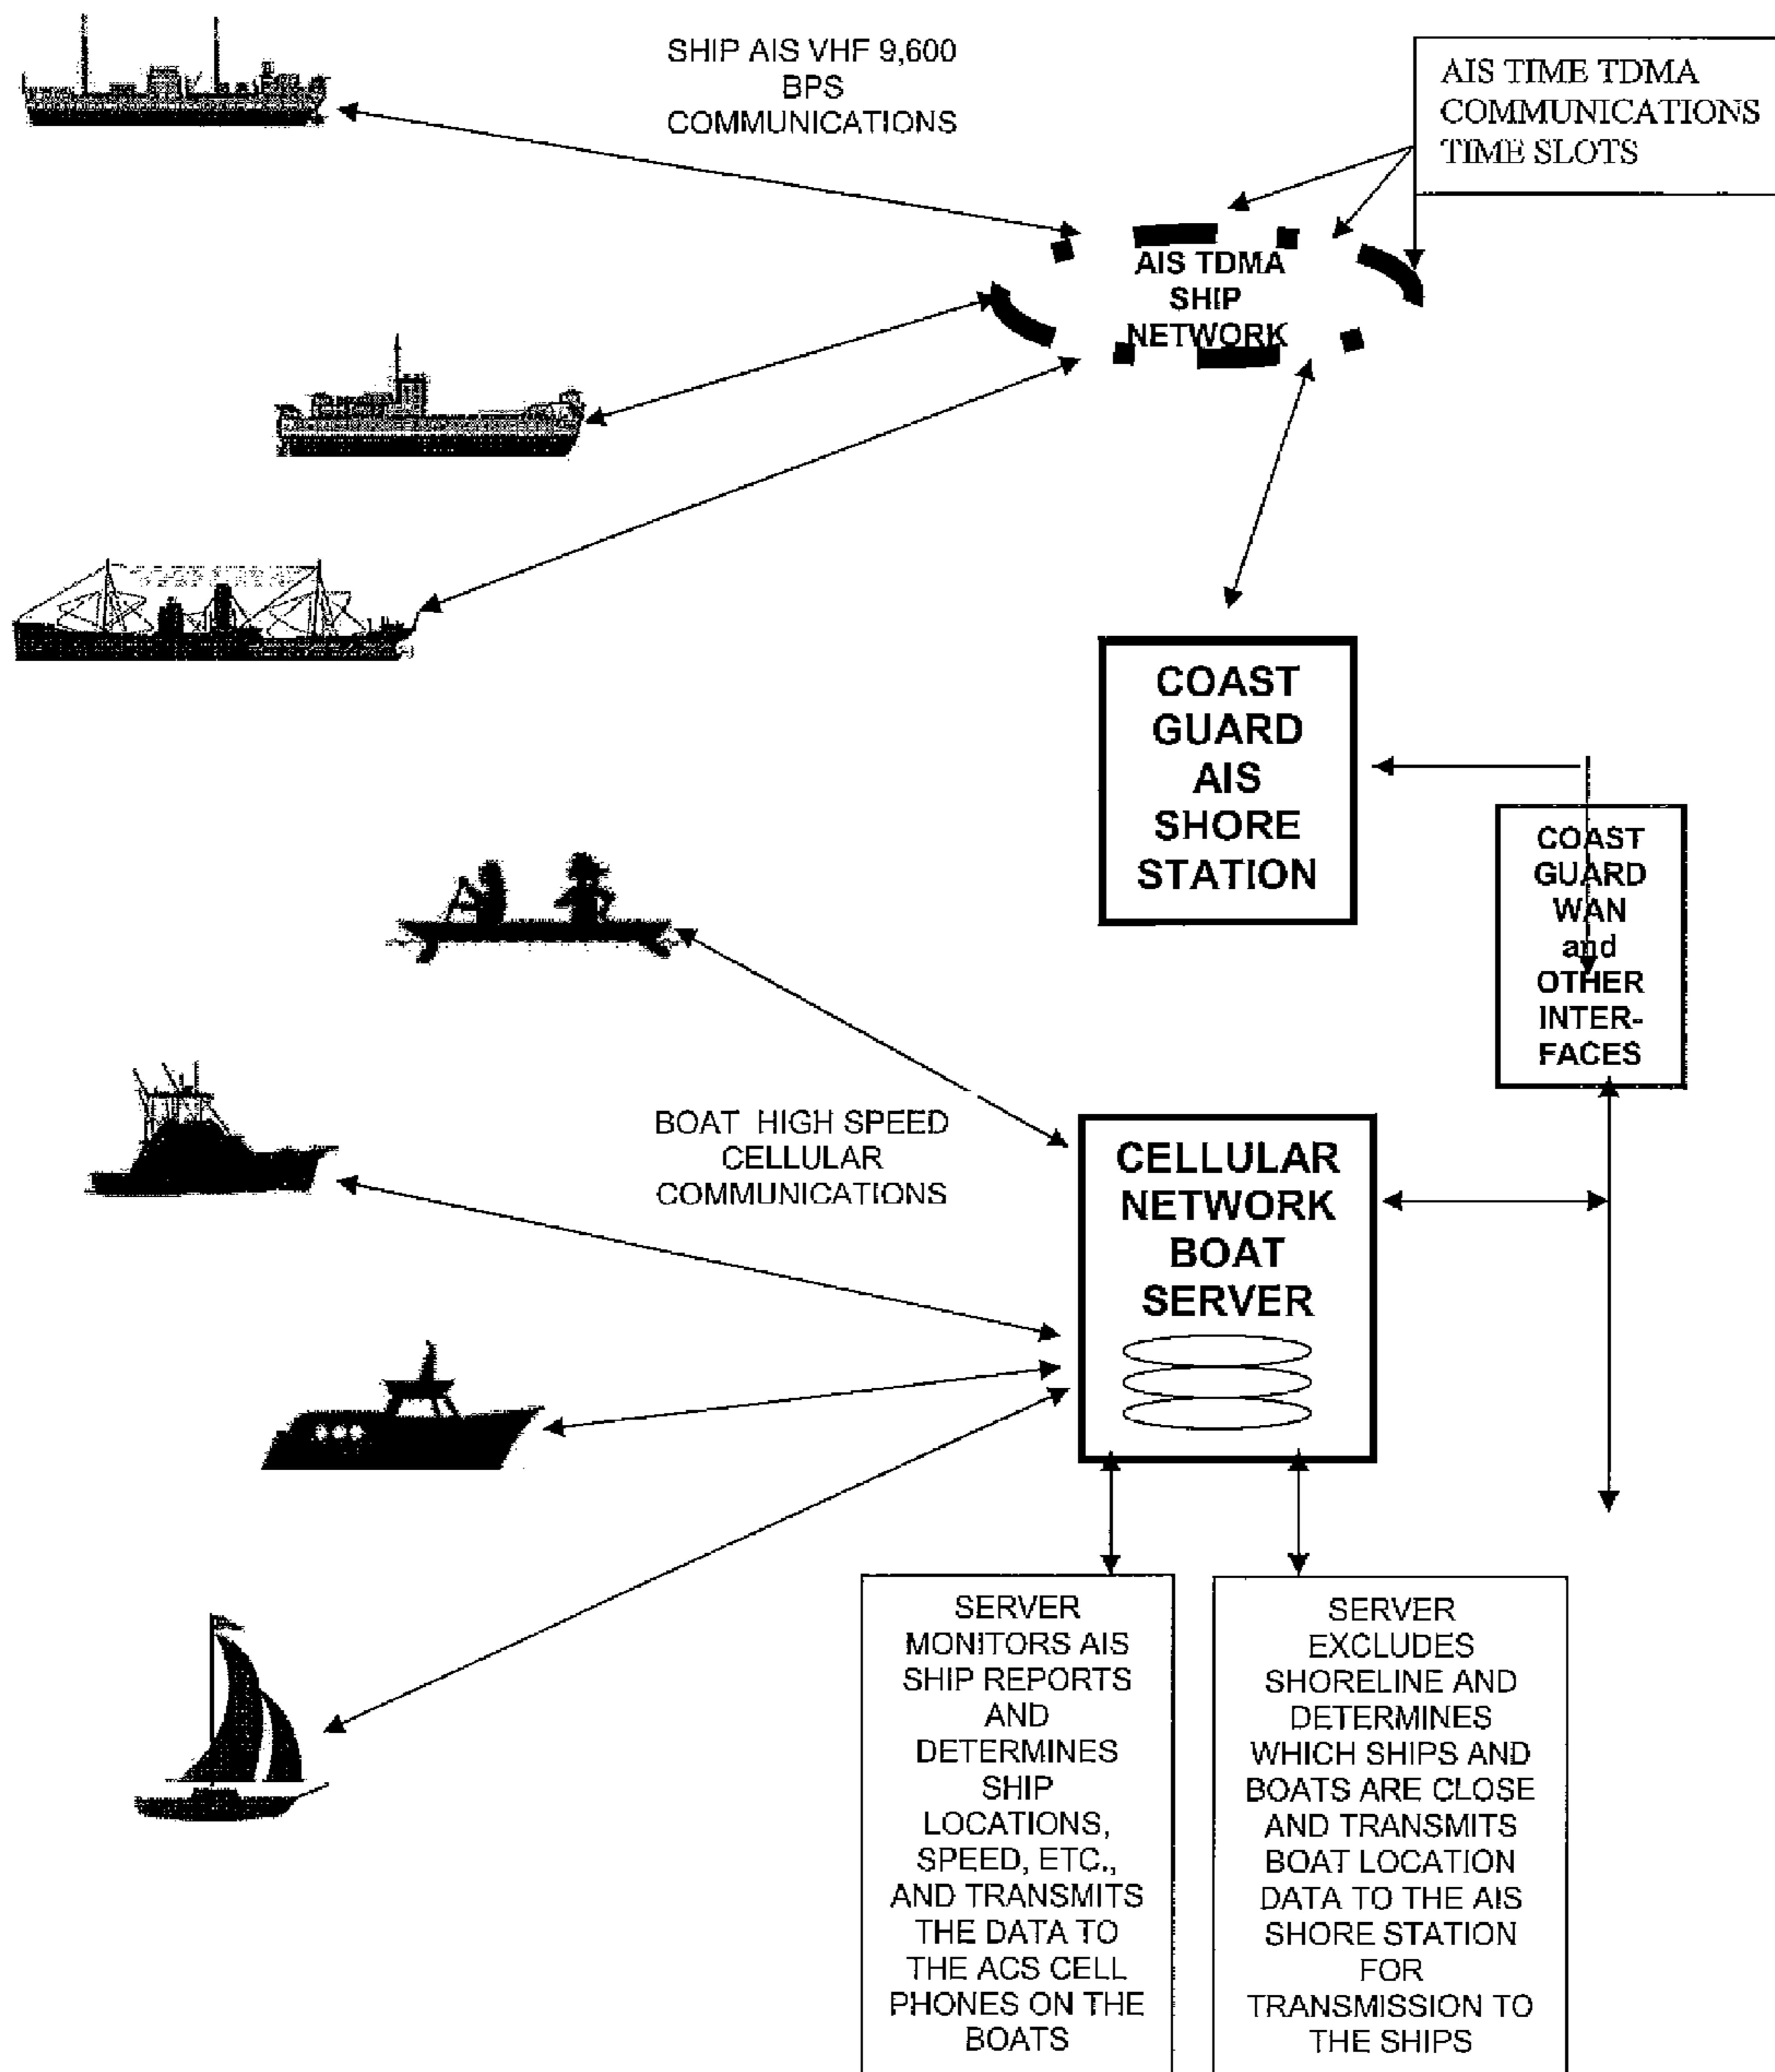 SHIP AIS VHF 9,600
BPS
COMMUNICATIONS
AIS TIME TDMA
COMMUNICATIONS
TIME SLOTS
AIS TDMA
SHIP
NETWORK
COAST
GUARD
AIS
SHORE
STATION
COAST
GUARD
WAN
and
OTHER
INTER-
FACES
BOAT HIGH SPEED
CELLULAR
COMMUNICATIONS
CELLULAR
NETWORK
BOAT
SERVER
SERVER
MONITORS AIS
SHIP REPORTS
AND
DETERMINES
SHIP
LOCATIONS,
SPEED, ETC.,
AND TRANSMITS
THE DATA TO
THE ACS CELL
PHONES ON THE
BOATS
SERVER
EXCLUDES
SHORELINE AND
DETERMINES
WHICH SHIPS AND
BOATS ARE CLOSE
AND TRANSMITS
BOAT LOCATION
DATA TO THE AIS
SHORE STATION
FOR
TRANSMISSION TO
THE SHIPS